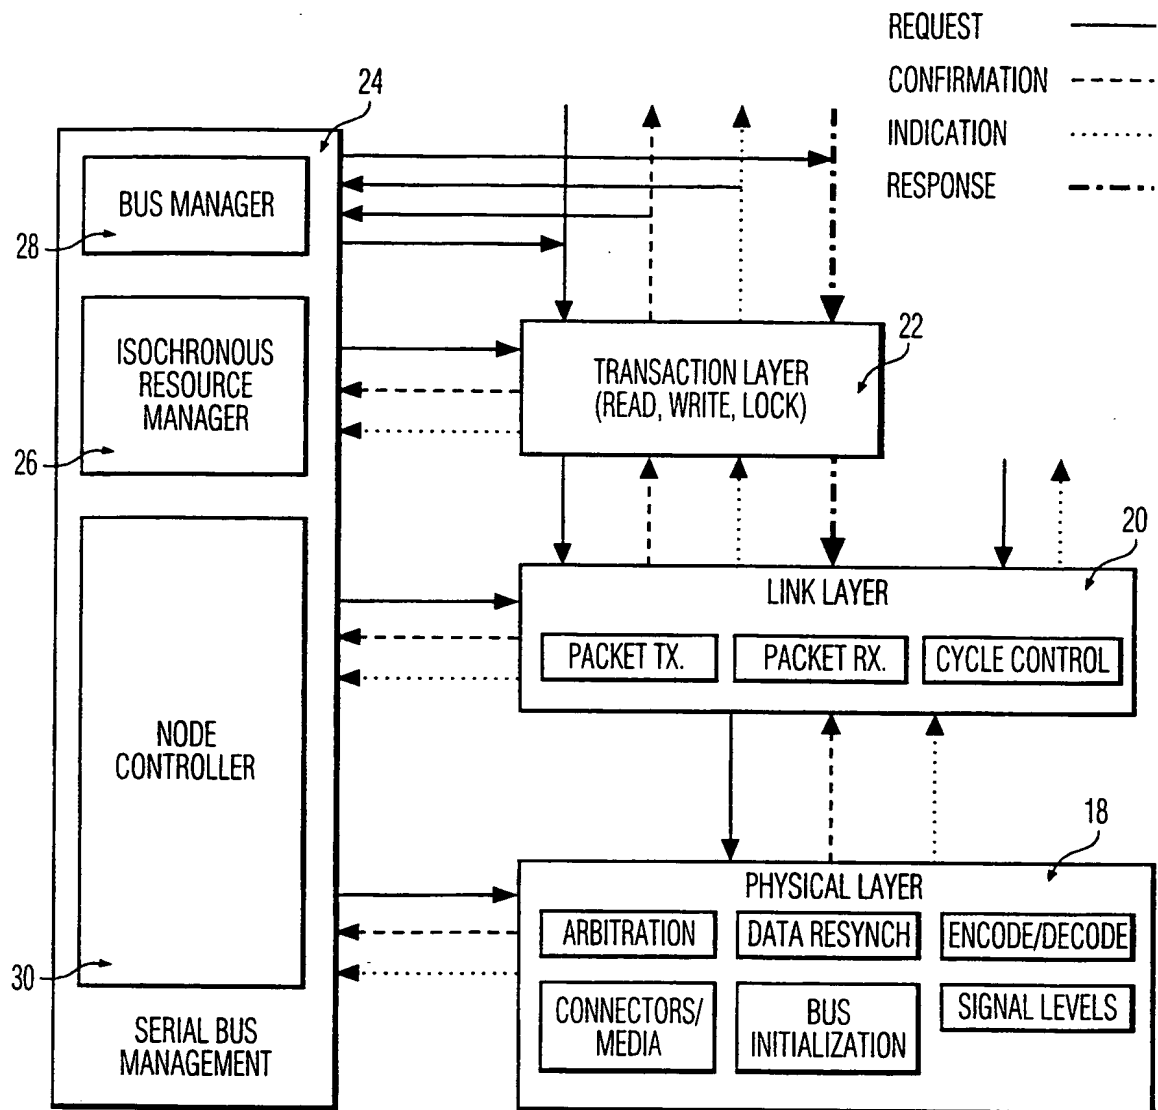 REQUEST
CONFIRMATION
INDICATION
RESPONSE
24
BUS MANAGER
28
ISOCHRONOUS
RESOURCE
MANAGER
26
22
TRANSACTION LAYER
(READ, WRITE, LOCK)
20
LINK LAYER
PACKET TX.
PACKET RX.
CYCLE CONTROL
NODE
CONTROLLER
30
18
PHYSICAL LAYER
ARBITRATION
DATA RESYNCH
ENCODE/DECODE
CONNECTORS/
MEDIA
BUS
INITIALIZATION
SIGNAL LEVELS
SERIAL BUS
MANAGEMENT